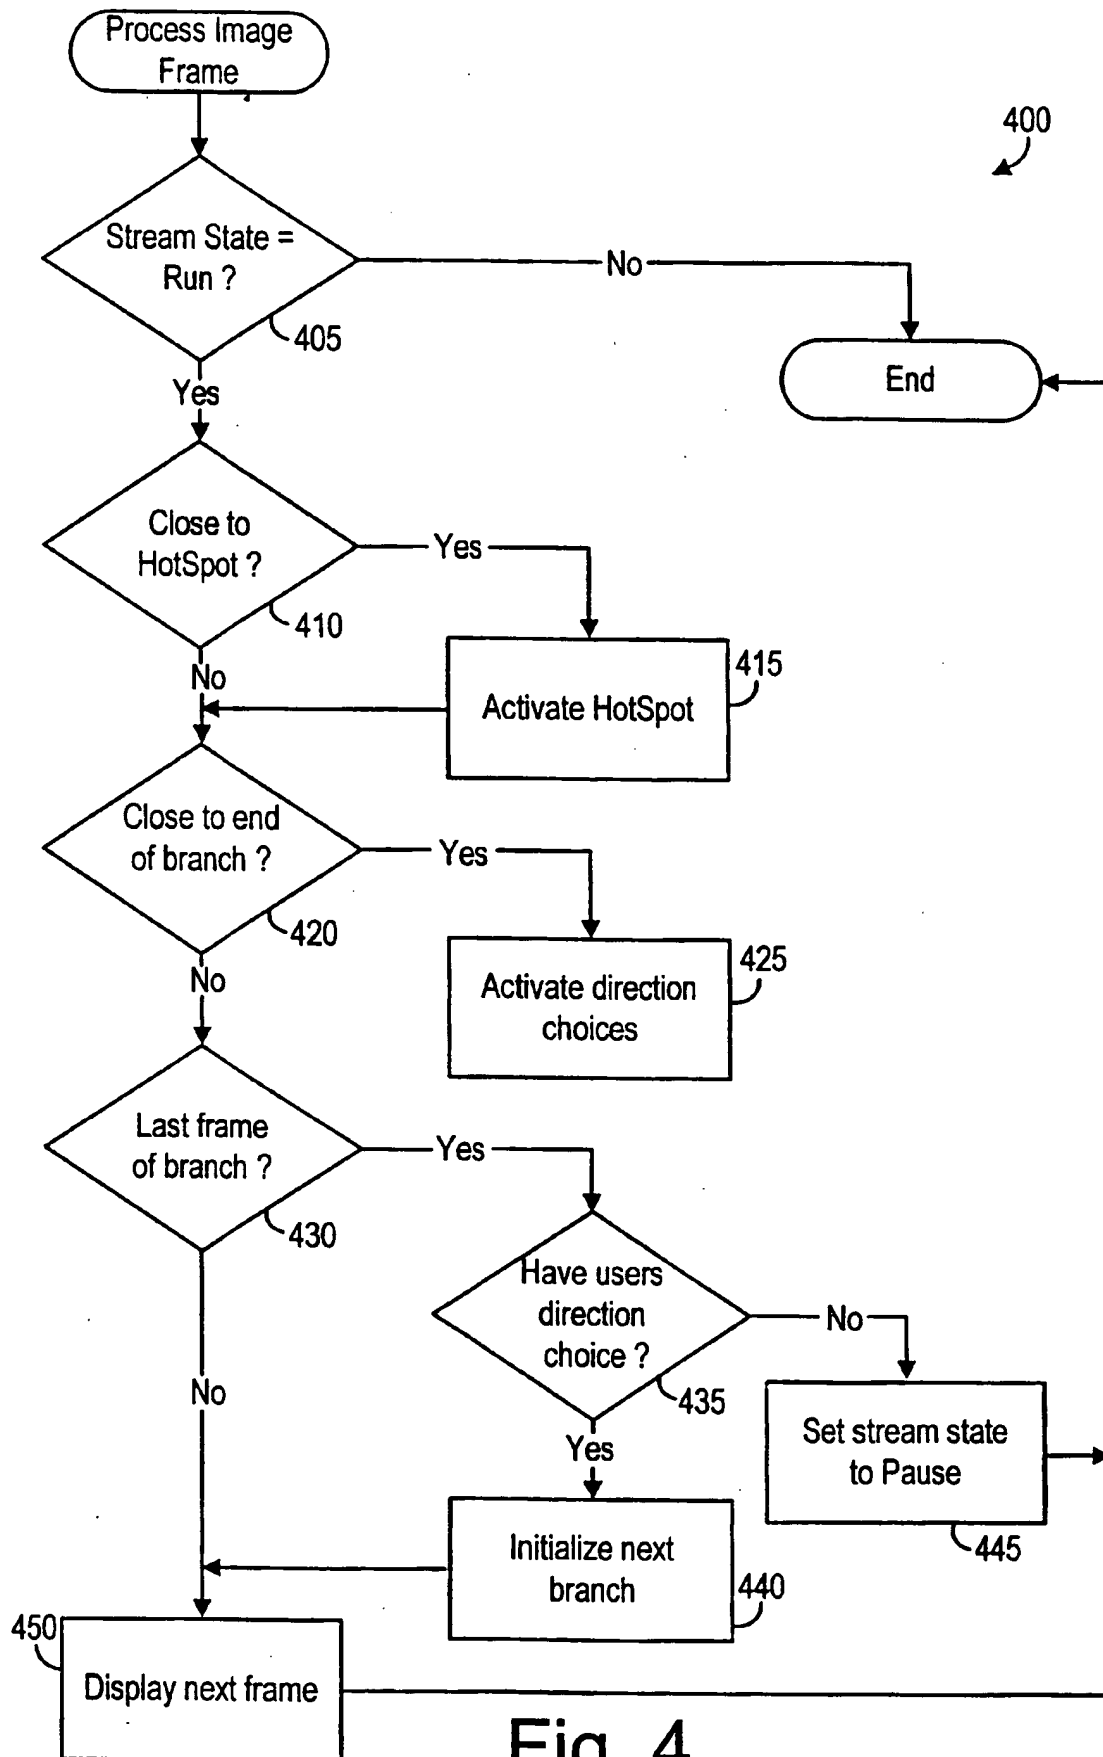 Process Image
Frame
400
Stream State =
Run ?
No
405
End
Yes
Close to
HotSpot ?
Yes
410
No
415
Activate HotSpot
Close to end
of branch ?
Yes
420
No
425
Activate direction
choices
Last frame
of branch ?
Yes
430
Have users
direction
choice ?
No
435
No
Yes
Set stream state
to Pause
445
Initialize next
branch
440
450
Display next frame
Fig. 4